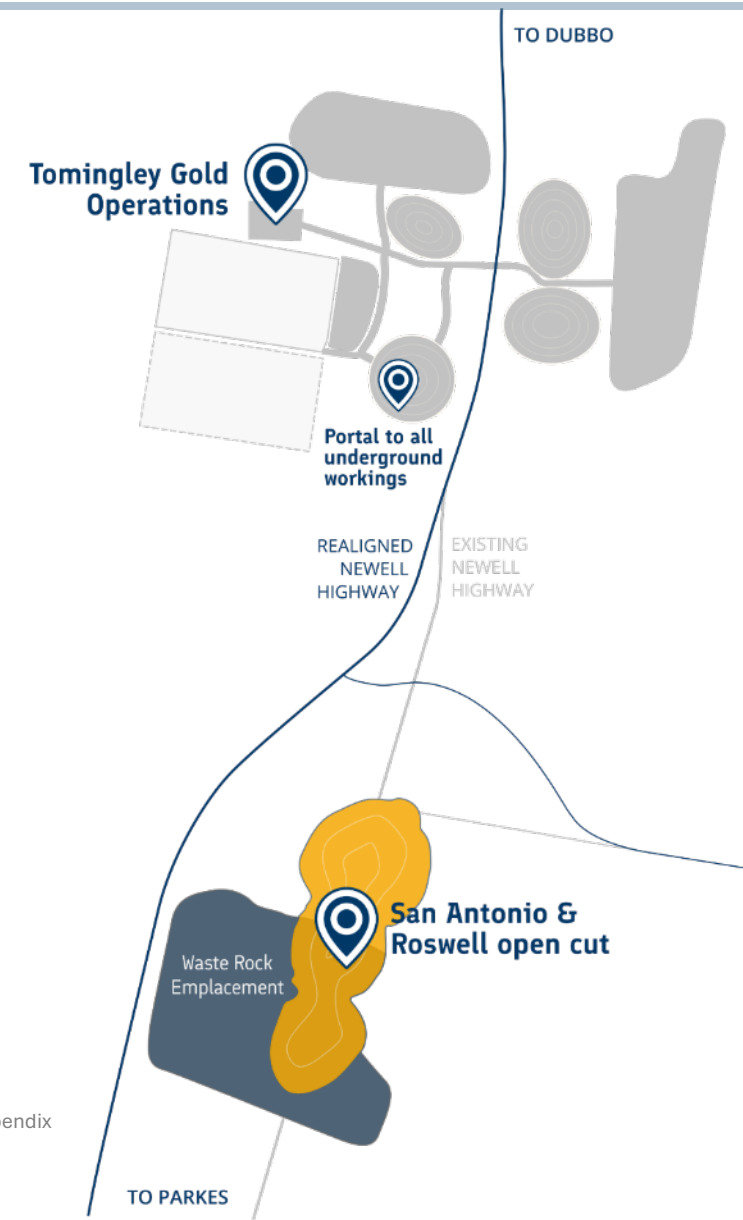 TO DUBBO
Tomingley Gold
Operations
Portal to all
underground
workings
REALIGNED
NEWELL
HIGHWAY
EXISTING
NEWELL
HIGHWAY
San Antonio &
Roswell open cut
Waste Rock
Emplacement
endix
TO PARKES